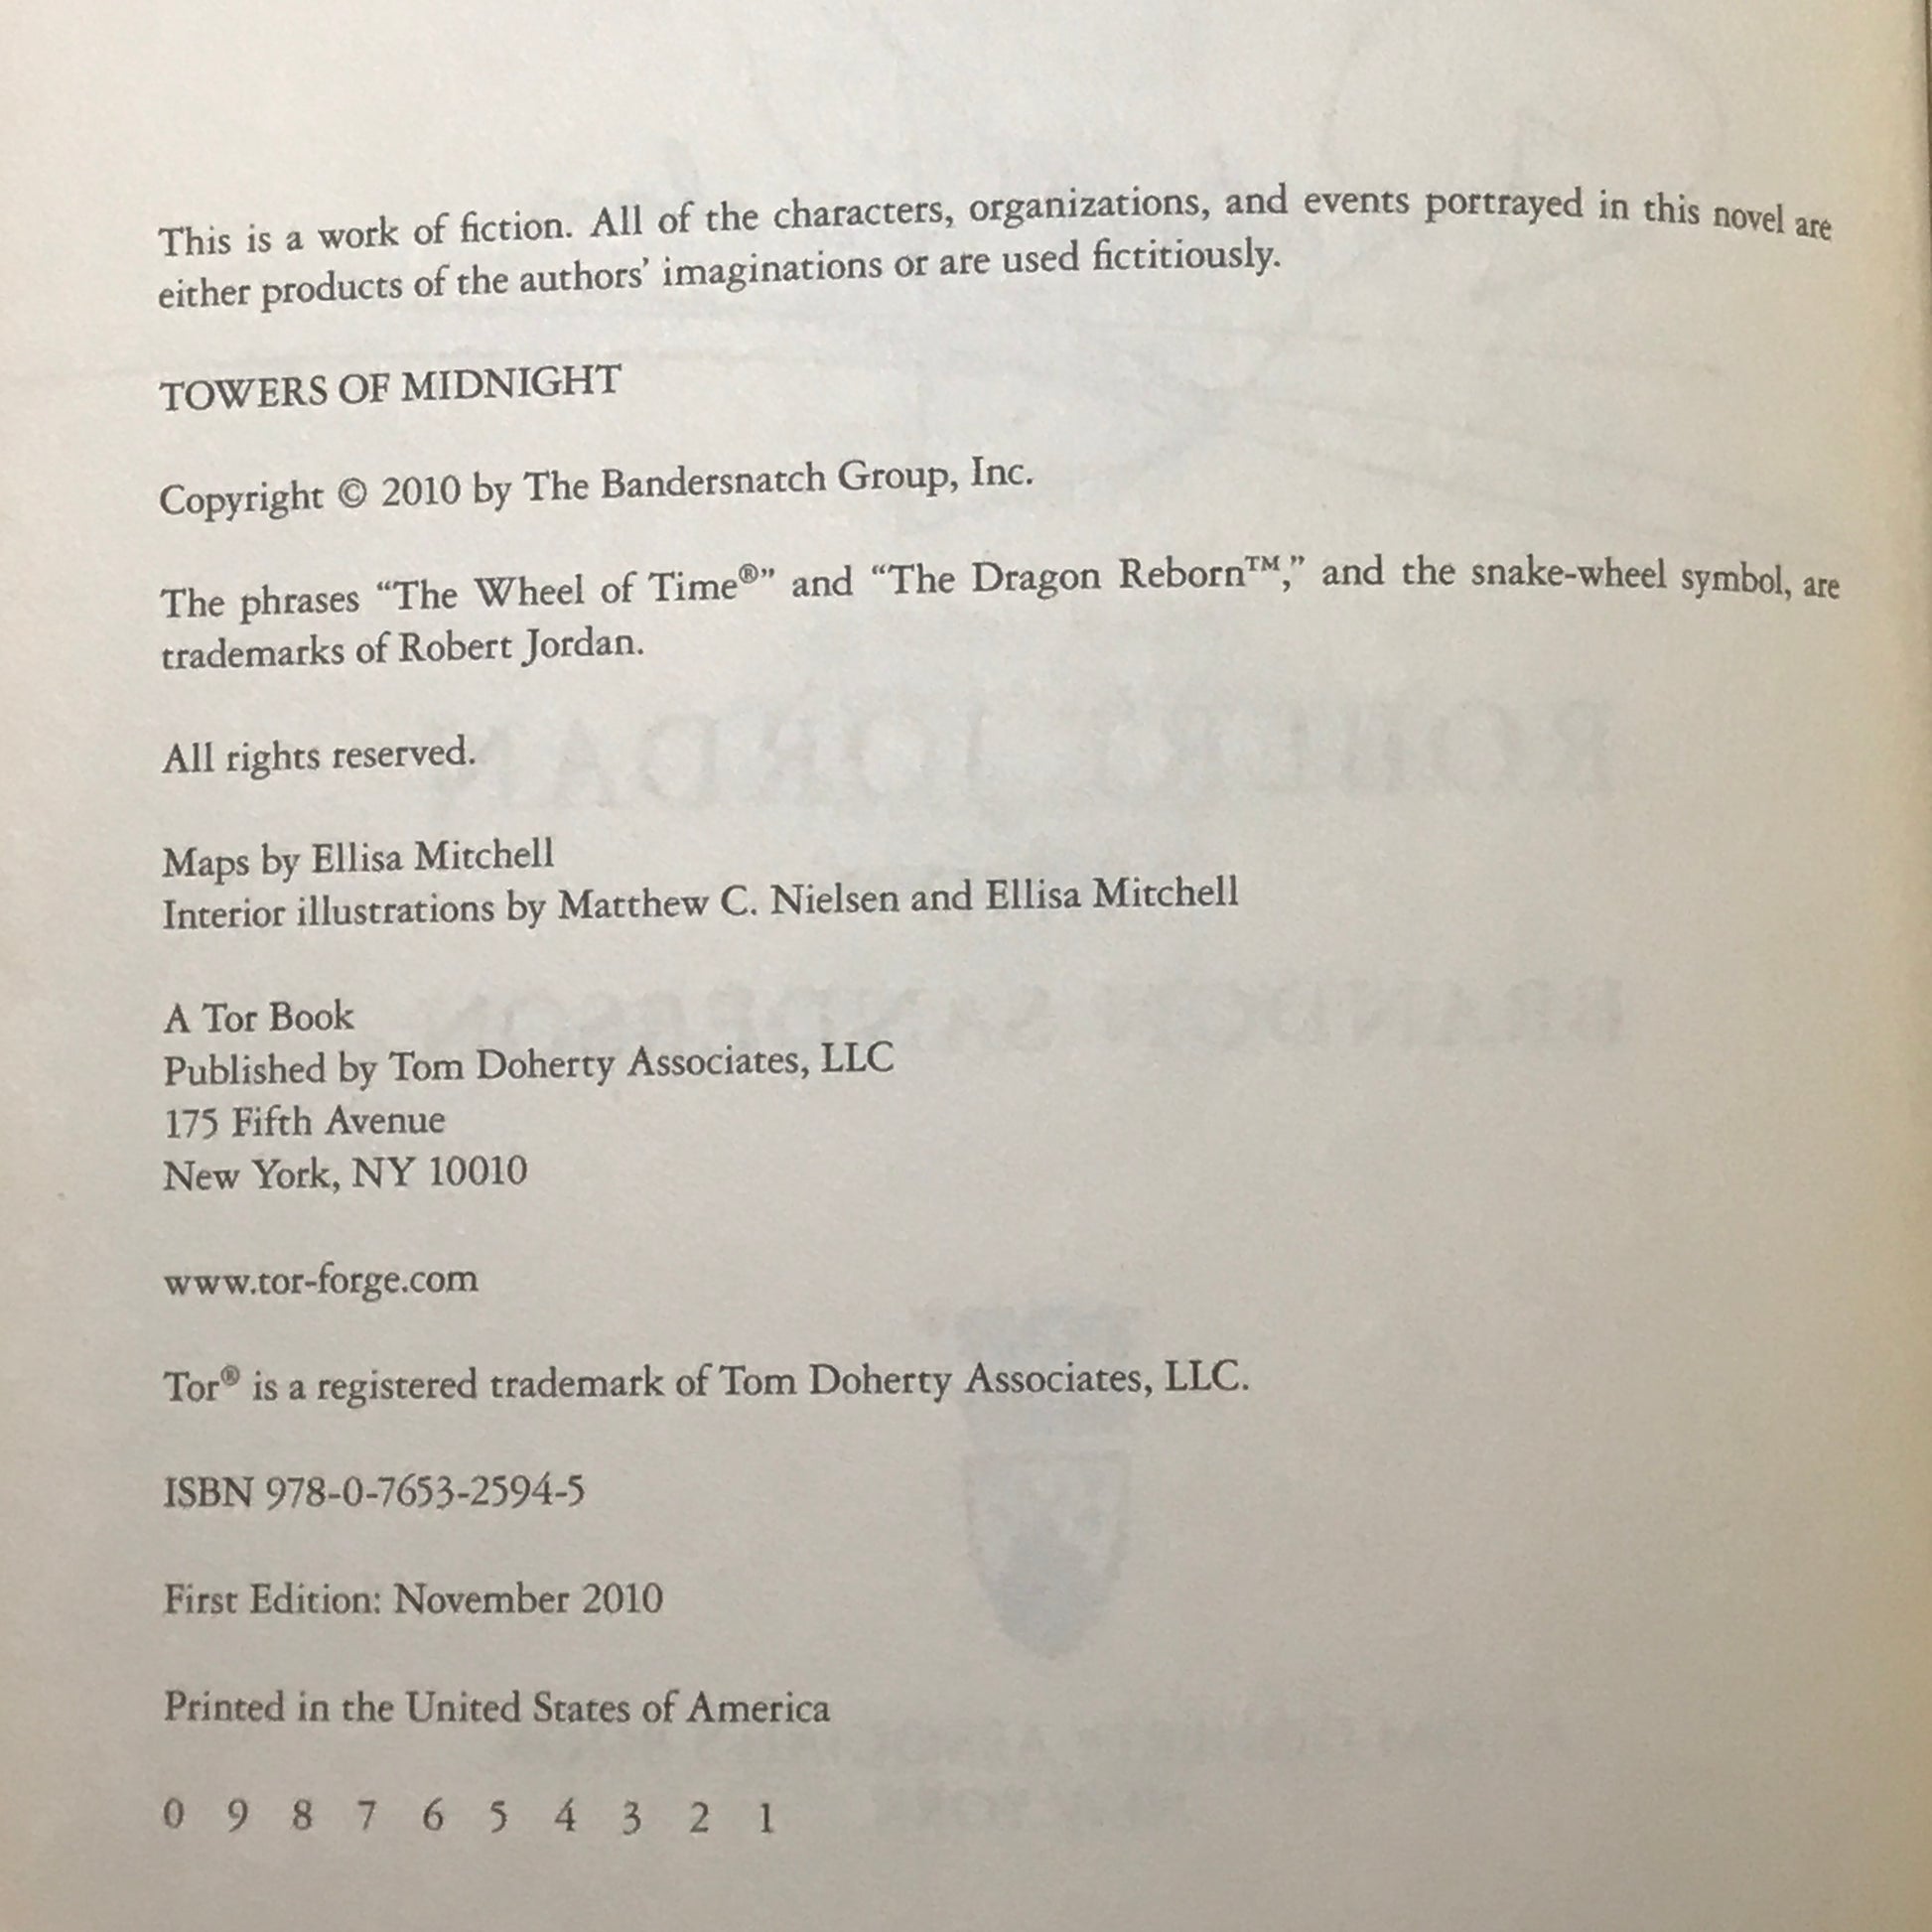 This is a work of fiction. All of the characters, organizations, and events portrayed in this novel are
either products of the authors’ imaginations or are used fictitiously.
TOWERS OF MIDNIGHT
Copyright © 2010 by The Bandersnatch Group, Inc.
The phrases “The Wheel of Time®” and “The Dragon Reborn™,” and the snake-wheel symbol, are
trademarks of Robert Jordan.
All rights reserved.
Maps by Ellisa Mitchell
Interior illustrations by Matthew C. Nielsen and Ellisa Mitchell
A Tor Book
Published by Tom Doherty Associates, LLC
175 Fifth Avenue
New York, NY 10010
www.tor-forge.com
Tor® is a registered trademark of Tom Doherty Associates, LLC.
ISBN 978-0-7653-2594-5
First Edition: November 2010
Printed in the United States of America
0 9 8 7 6 5 4 3 2 1